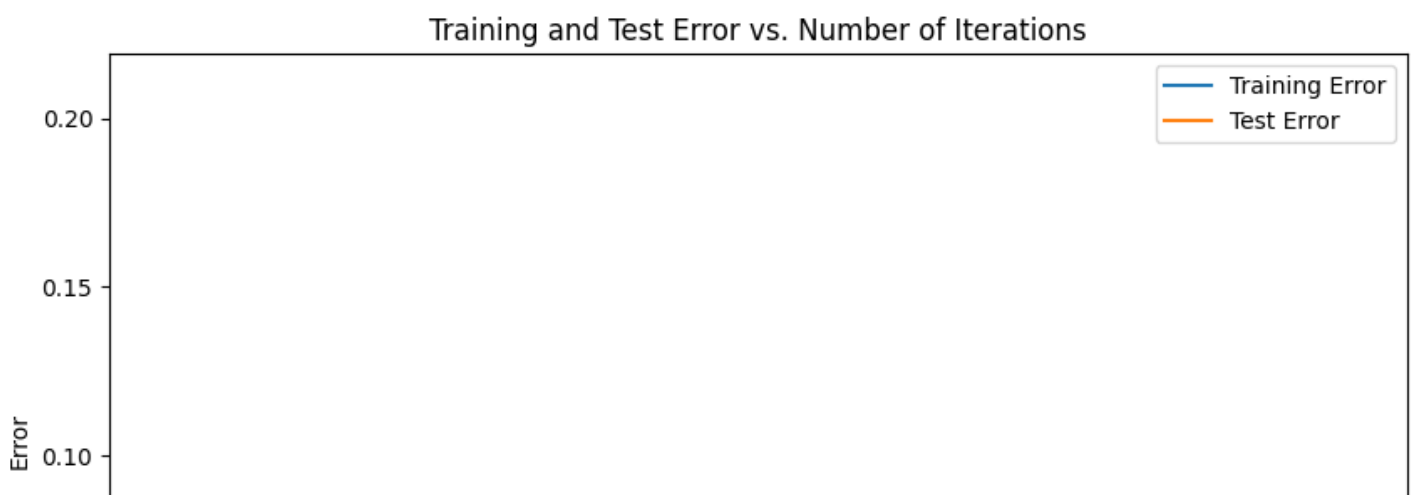 Training and Test Error vs. Number of Iterations
Training Error
Test Error
0.20
0.15
0.10
Error